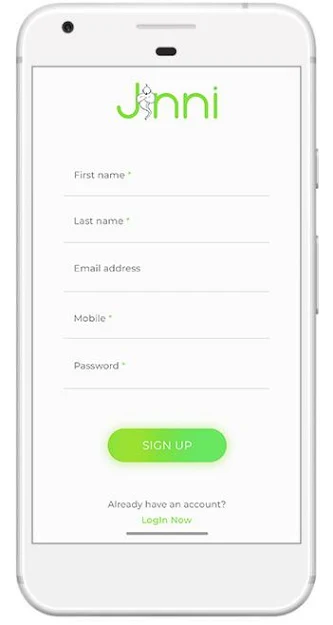 Jinni
First name *
Last name *
Email address
Mobile *
Password *
SIGN UP
Already have an account?
LogIn Now